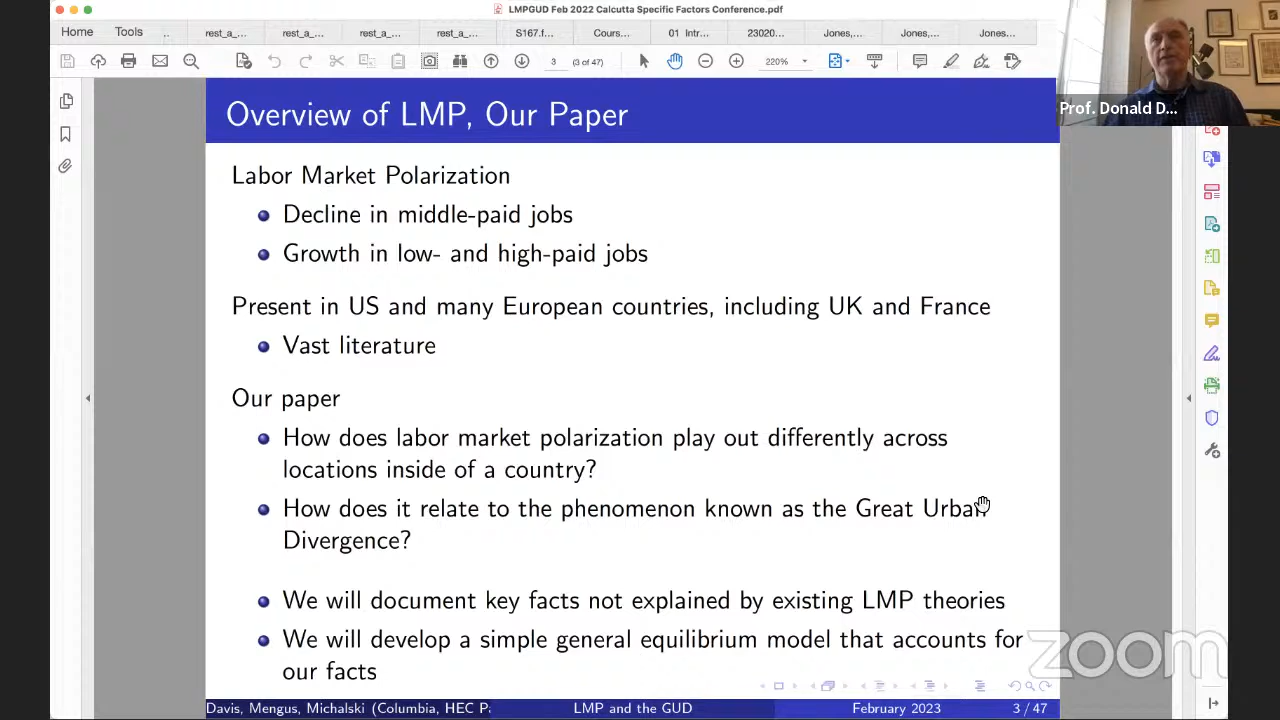 LMPGUD Feb 2022 Calcutta Specific Factors Conference.pdf
Home Tools .. rest_a_... rest_a_... rest_a_... rest_a_... S167.f... Cours... 01 Intr... 23020... Jones,... Jones... Jones...
3 (3 of 47) 220%
Prof. Donald D...
Overview of LMP, Our Paper
Labor Market Polarization
Decline in middle-paid jobs
Growth in low- and high-paid jobs
Present in US and many European countries, including UK and France
Vast literature
Our paper
How does labor market polarization play out differently across
locations inside of a country?
How does it relate to the phenomenon known as the Great Urban
Divergence?
We will document key facts not explained by existing LMP theories
We will develop a simple general equilibrium model that accounts for
our facts
zoom
Davis, Mengus, Michalski (Columbia, HEC P: LMP and the GUD February 2023 3 / 47